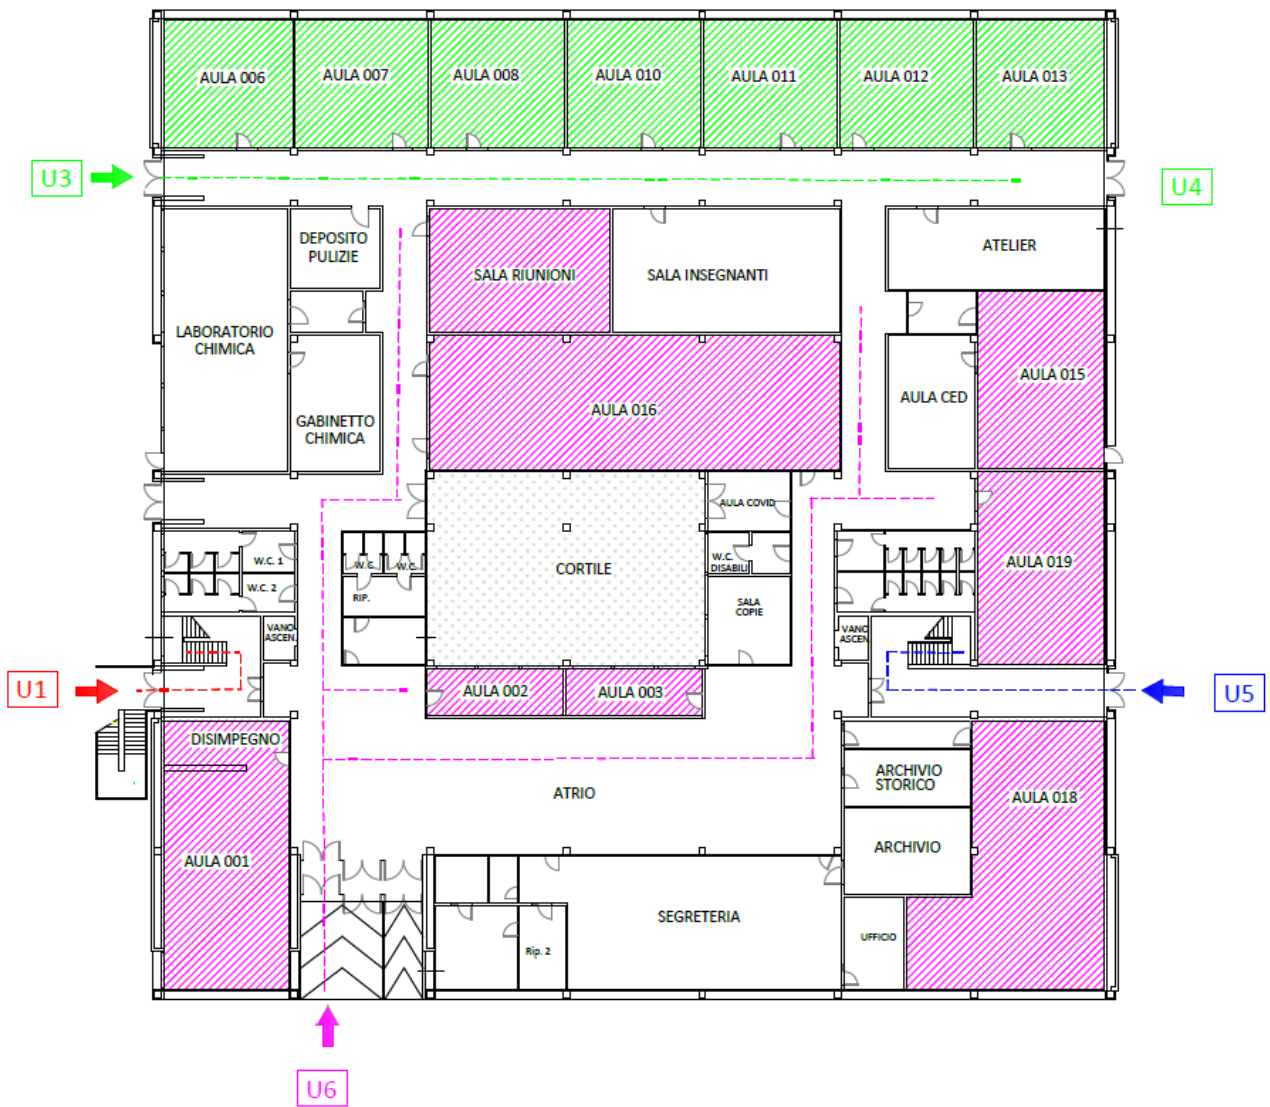 AULA 006
AULA 007
AULA 008
AULA 010
AULA 011
AULA 012
AULA 013
U3
U4
DEPOSITO
PULIZIE
SALA RIUNIONI
SALA INSEGNANTI
ATELIER
LABORATORIO
CHIMICA
GABINETTO
CHIMICA
AULA 016
AULA CED
AULA 015
AULA COVID
W.C. 1
W.C. 2
W.C.
W.C.
RIP.
CORTILE
W.C.
DISABILI
SALA
COPIE
AULA 019
VANO
ASCEN.
VANO
ASCEN.
U1
AULA 002
AULA 003
U5
DISIMPEGNO
AULA 001
ATRIO
ARCHIVIO
STORICO
AULA 018
ARCHIVIO
SEGRETERIA
Rip. 2
UFFICIO
U6